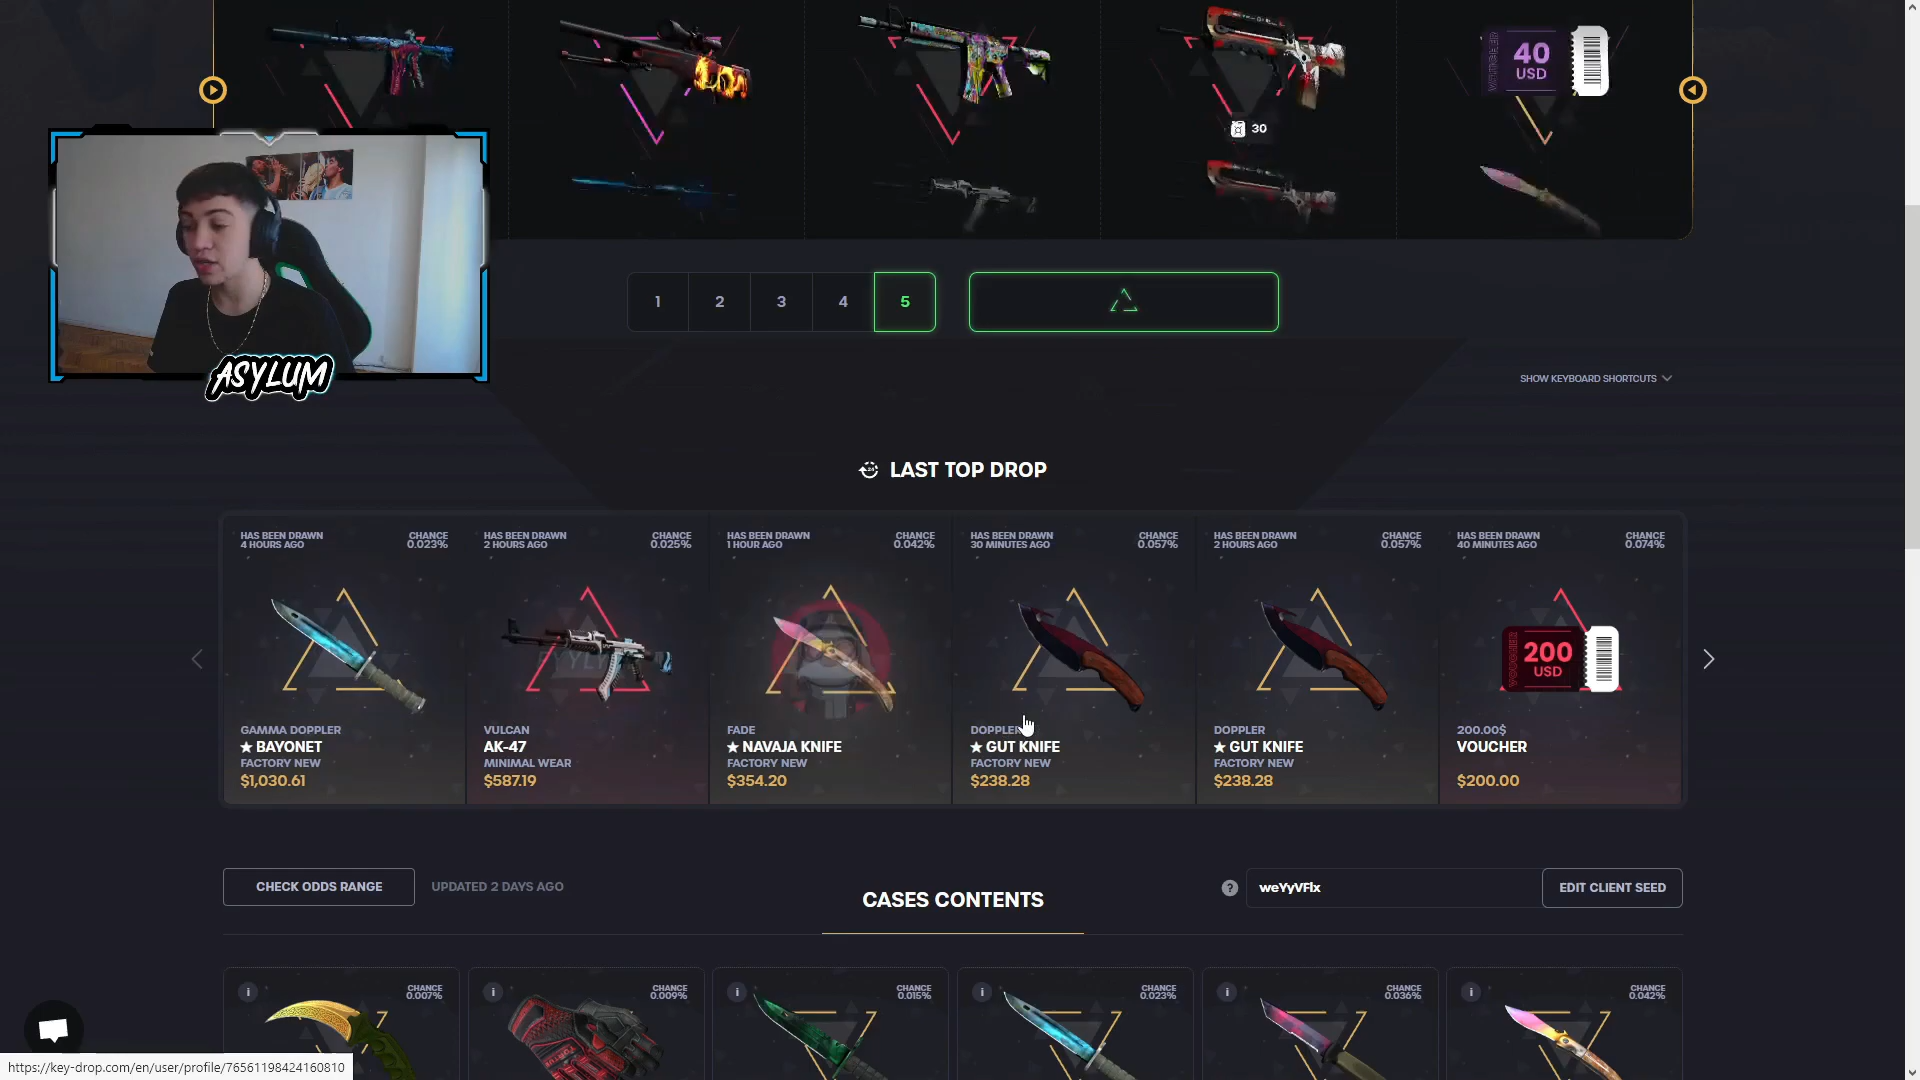 VOUCHER
40
USD
30
ASYLUM
1
2
3
4
5
SHOW KEYBOARD SHORTCUTS
LAST TOP DROP
HAS BEEN DRAWN
4 HOURS AGO
CHANCE
0.023%
GAMMA DOPPLER
★ BAYONET
FACTORY NEW
$1,030.61
HAS BEEN DRAWN
2 HOURS AGO
CHANCE
0.025%
VULCAN
AK-47
MINIMAL WEAR
$587.19
HAS BEEN DRAWN
1 HOUR AGO
CHANCE
0.042%
FADE
★ NAVAJA KNIFE
FACTORY NEW
$354.20
HAS BEEN DRAWN
30 MINUTES AGO
CHANCE
0.057%
DOPPLER
★ GUT KNIFE
FACTORY NEW
$238.28
HAS BEEN DRAWN
2 HOURS AGO
CHANCE
0.057%
DOPPLER
★ GUT KNIFE
FACTORY NEW
$238.28
HAS BEEN DRAWN
40 MINUTES AGO
CHANCE
0.074%
VOUCHER
200
USD
200.00$
VOUCHER
$200.00
CHECK ODDS RANGE
UPDATED 2 DAYS AGO
CASES CONTENTS
?
weYyVFlx
EDIT CLIENT SEED
i
CHANCE
0.007%
i
CHANCE
0.009%
i
CHANCE
0.015%
i
CHANCE
0.023%
i
CHANCE
0.036%
i
CHANCE
0.042%
https://key-drop.com/en/user/profile/76561198424160810